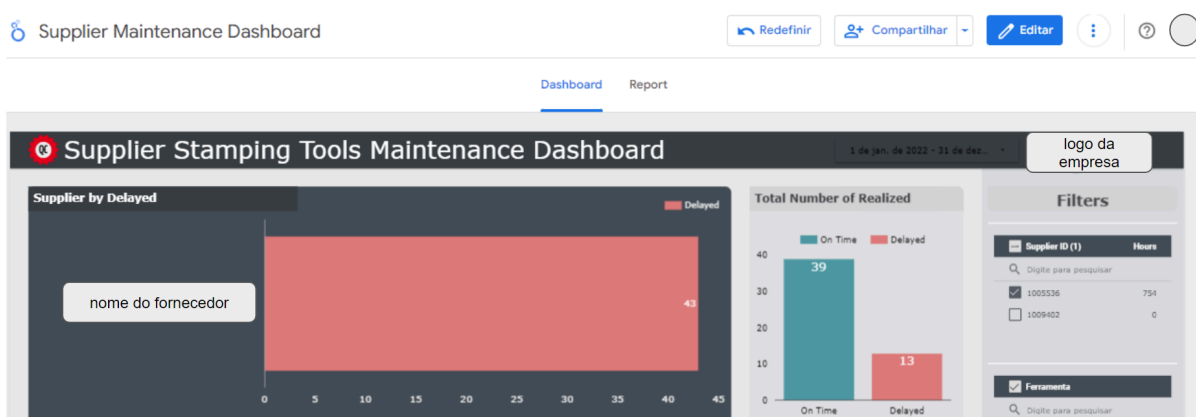 Supplier Maintenance Dashboard
Redefinir
Compartilhar
Editar
Dashboard
Report
QC
Supplier Stamping Tools Maintenance Dashboard
1 de jan. de 2022 - 31 de dez...
logo da
empresa
Supplier by Delayed
Delayed
nome do fornecedor
43
0 5 10 15 20 25 30 35 40 45
Total Number of Realized
On Time Delayed
40
39
30
20
10
13
0
On Time Delayed
Filters
Supplier ID (1) Hours
Digite para pesquisar
1005536 754
1009402 0
Ferramenta
Digite para pesquisar